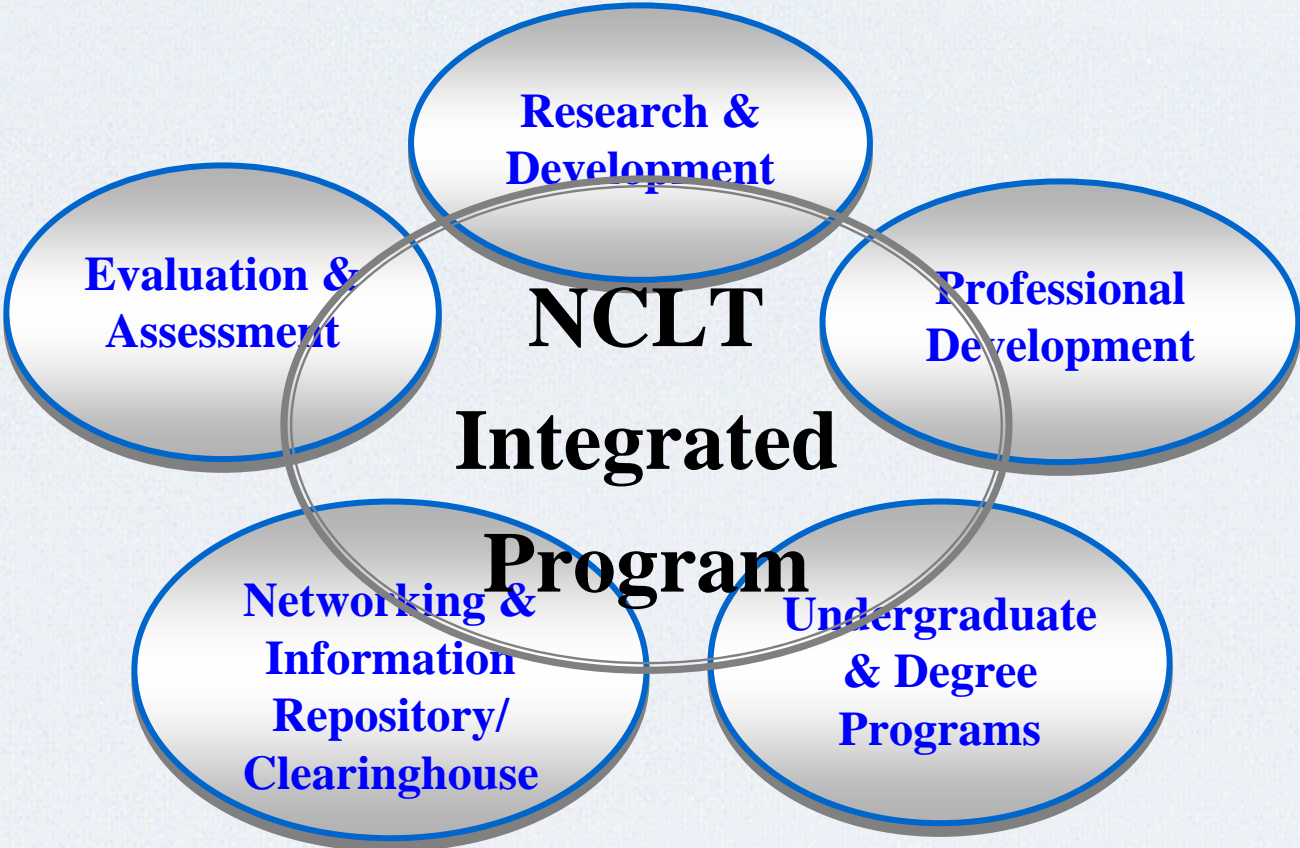 Research &
Development
Evaluation &
Assessment
Professional
Development
NCLT
Integrated
Program
Networking &
Information
Repository/
Clearinghouse
Undergraduate
& Degree
Programs